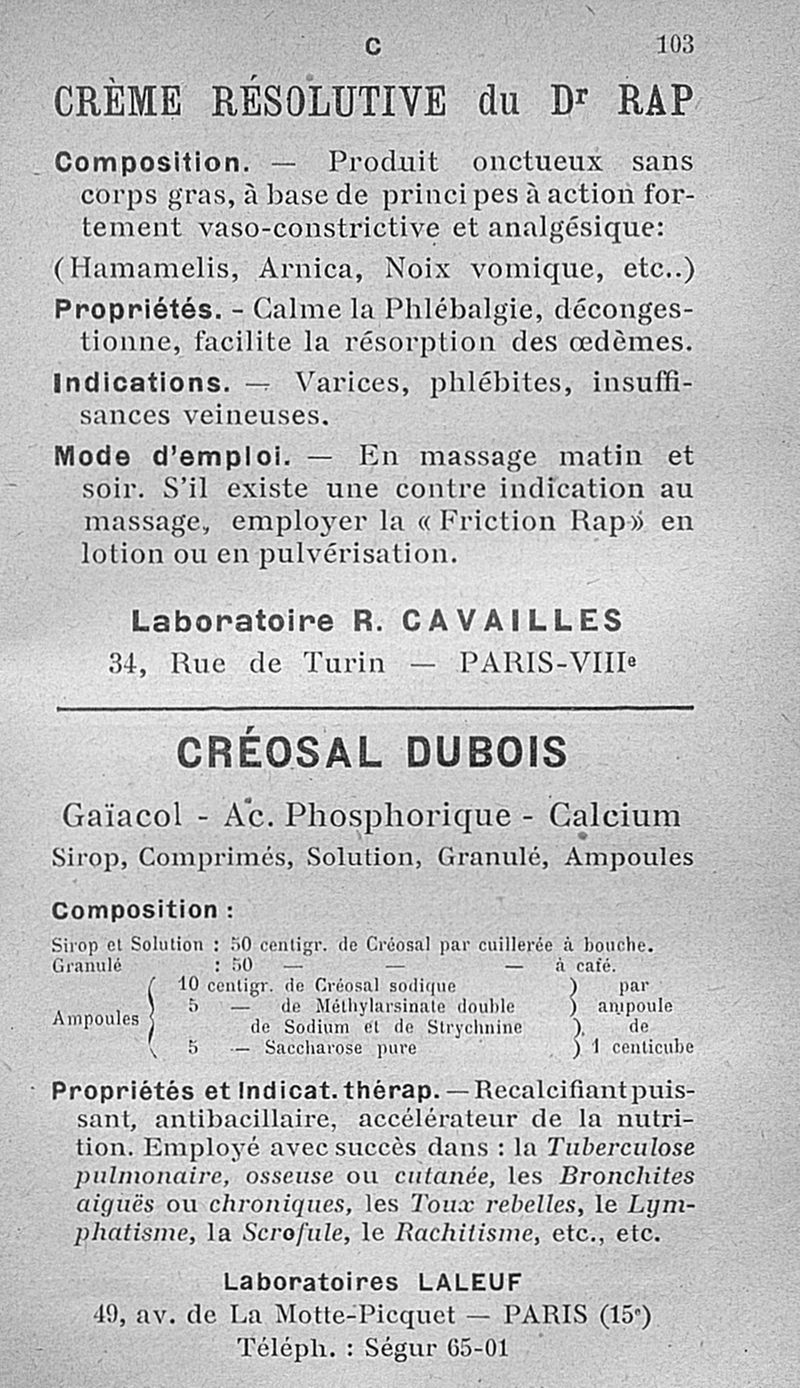 C 103
CRÈME RÉSOLUTIVE du Dr RAP
Composition. — Produit onctueux sans
corps gras, à base de principes à action for-
tement vaso-constrictive et analgésique:
(Hamamelis, Arnica, Noix vomique, etc..)
Propriétés. - Calme la Phlébalgie, déconges-
tionne, facilite la résorption des œdèmes.
Indications. — Varices, phlébites, insuffi-
sances veineuses.
Mode d'emploi. — En massage matin et
soir. S'il existe une contre indication au
massage, employer la « Friction Rap » en
lotion ou en pulvérisation.
Laboratoire R. CAVAILLES
34, Rue de Turin — PARIS-VIIIe
CRÉOSAL DUBOIS
Gaïacol - Ac. Phosphorique - Calcium
Sirop, Comprimés, Solution, Granulé, Ampoules
Composition :
Sirop et Solution : 50 centigr. de Créosal par cuillerée à bouche.
Granulé : 50 — — — à café.
Ampoules ( 10 centigr. de Créosal sodique ) par
5 — de Méthylarsinate double ) ampoule
de Sodium et de Strychnine ) de
5 — Saccharose pure ) 1 centicube
Propriétés et Indicat. thérap. — Recalcifiant puis-
sant, antibacillaire, accélérateur de la nutri-
tion. Employé avec succès dans : la Tuberculose
pulmonaire, osseuse ou cutanée, les Bronchites
aiguës ou chroniques, les Toux rebelles, le Lym-
phatisme, la Scrofule, le Rachitisme, etc., etc.
Laboratoires LALEUF
49, av. de La Motte-Picquet — PARIS (15e)
Téléph. : Ségur 65-01